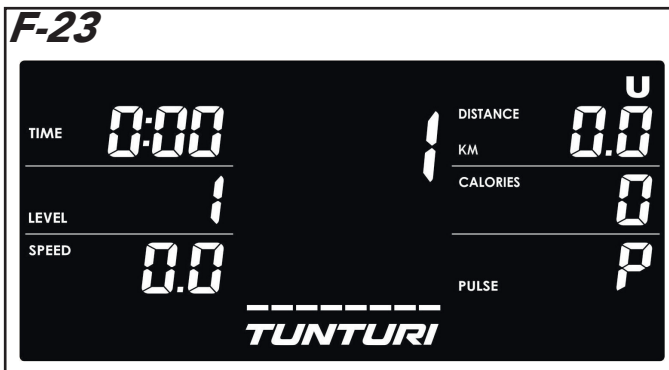 F-23
U
TIME 0:00
1
DISTANCE 0.0
KM
LEVEL 1
CALORIES 0
SPEED 0.0
PULSE P
TUNTURI